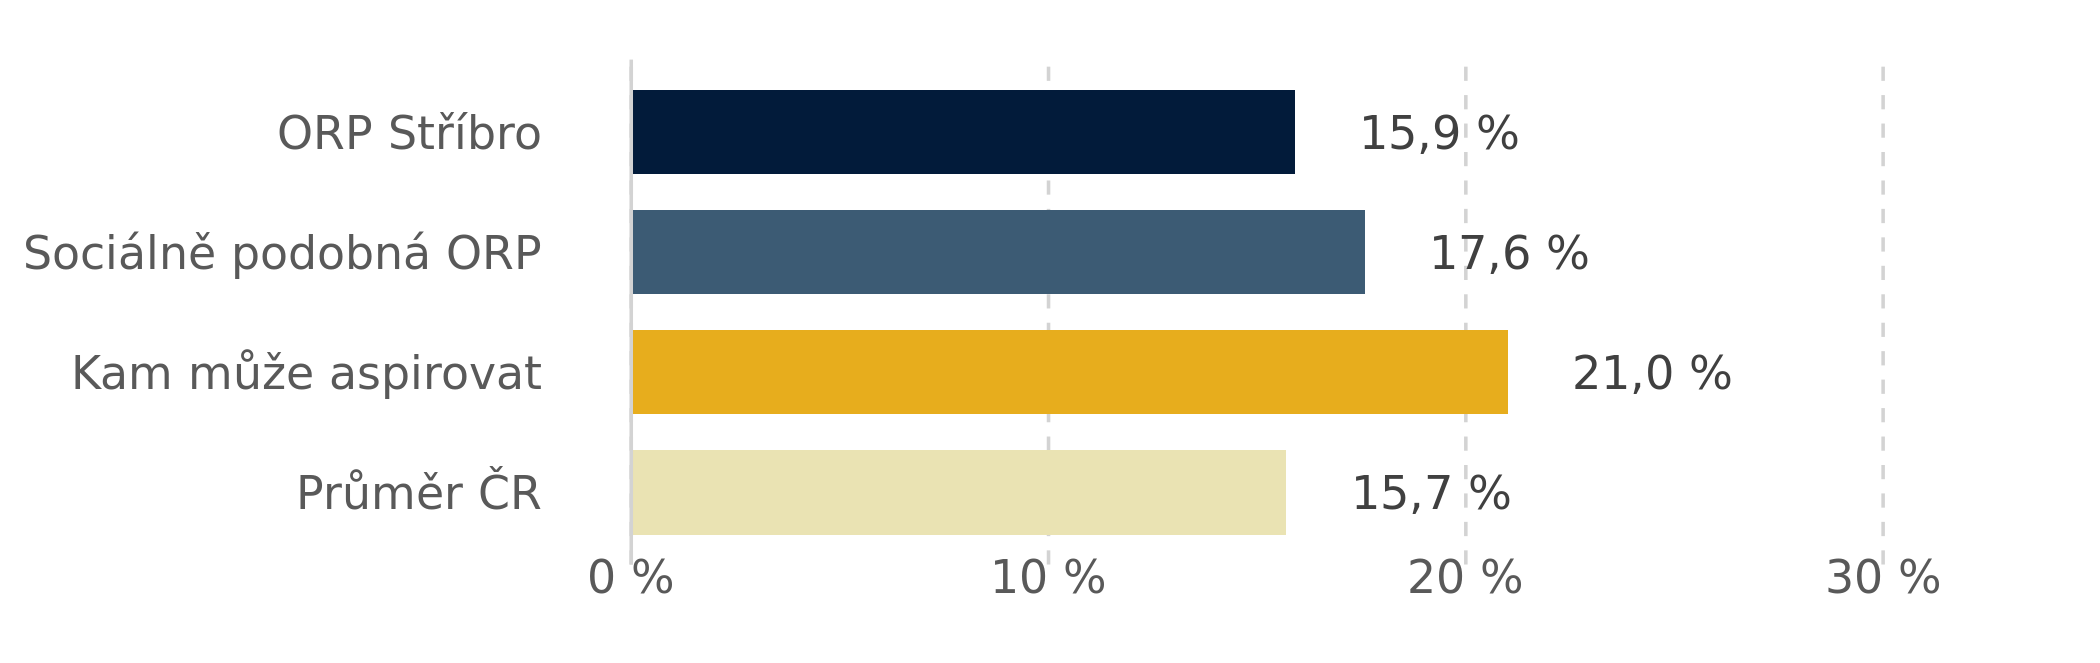 ORP Stříbro 15,9 %
Sociálně podobná ORP 17,6 %
Kam může aspirovat 21,0 %
Průměr ČR 15,7 %
0 % 10 % 20 % 30 %